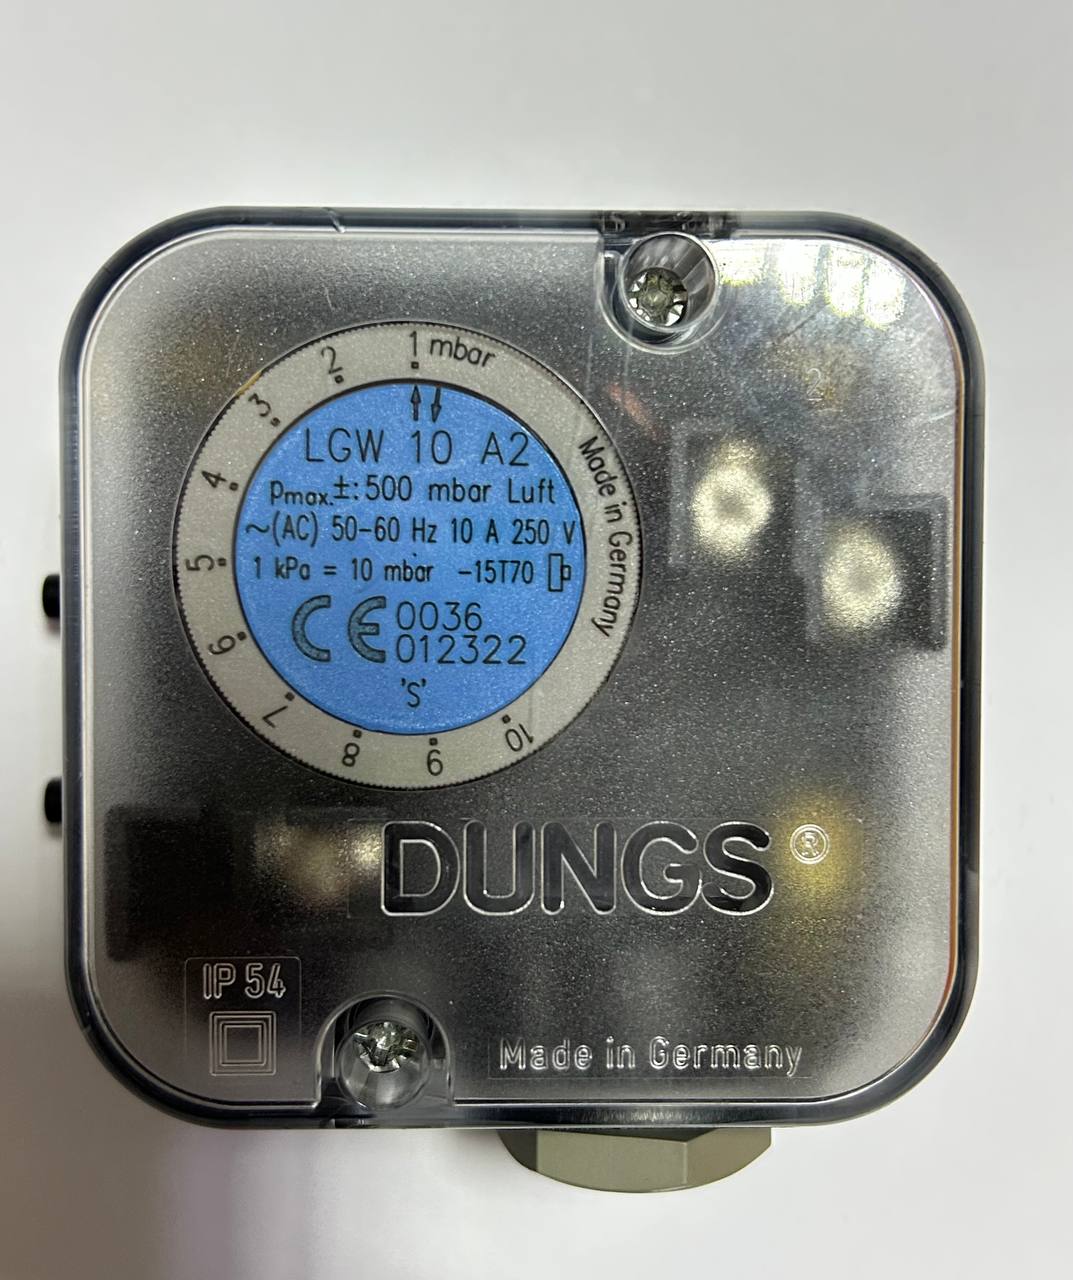 1 mbar
2
3
4
5
6
7
8
9
10
Made in Germany
LGW 10 A2
pmax.±:500 mbar Luft
~(AC) 50-60 Hz 10 A 250 V
1 kPa = 10 mbar -15T70
CE 0036
012322
'S'
2
DUNGS®
IP 54
Made in Germany